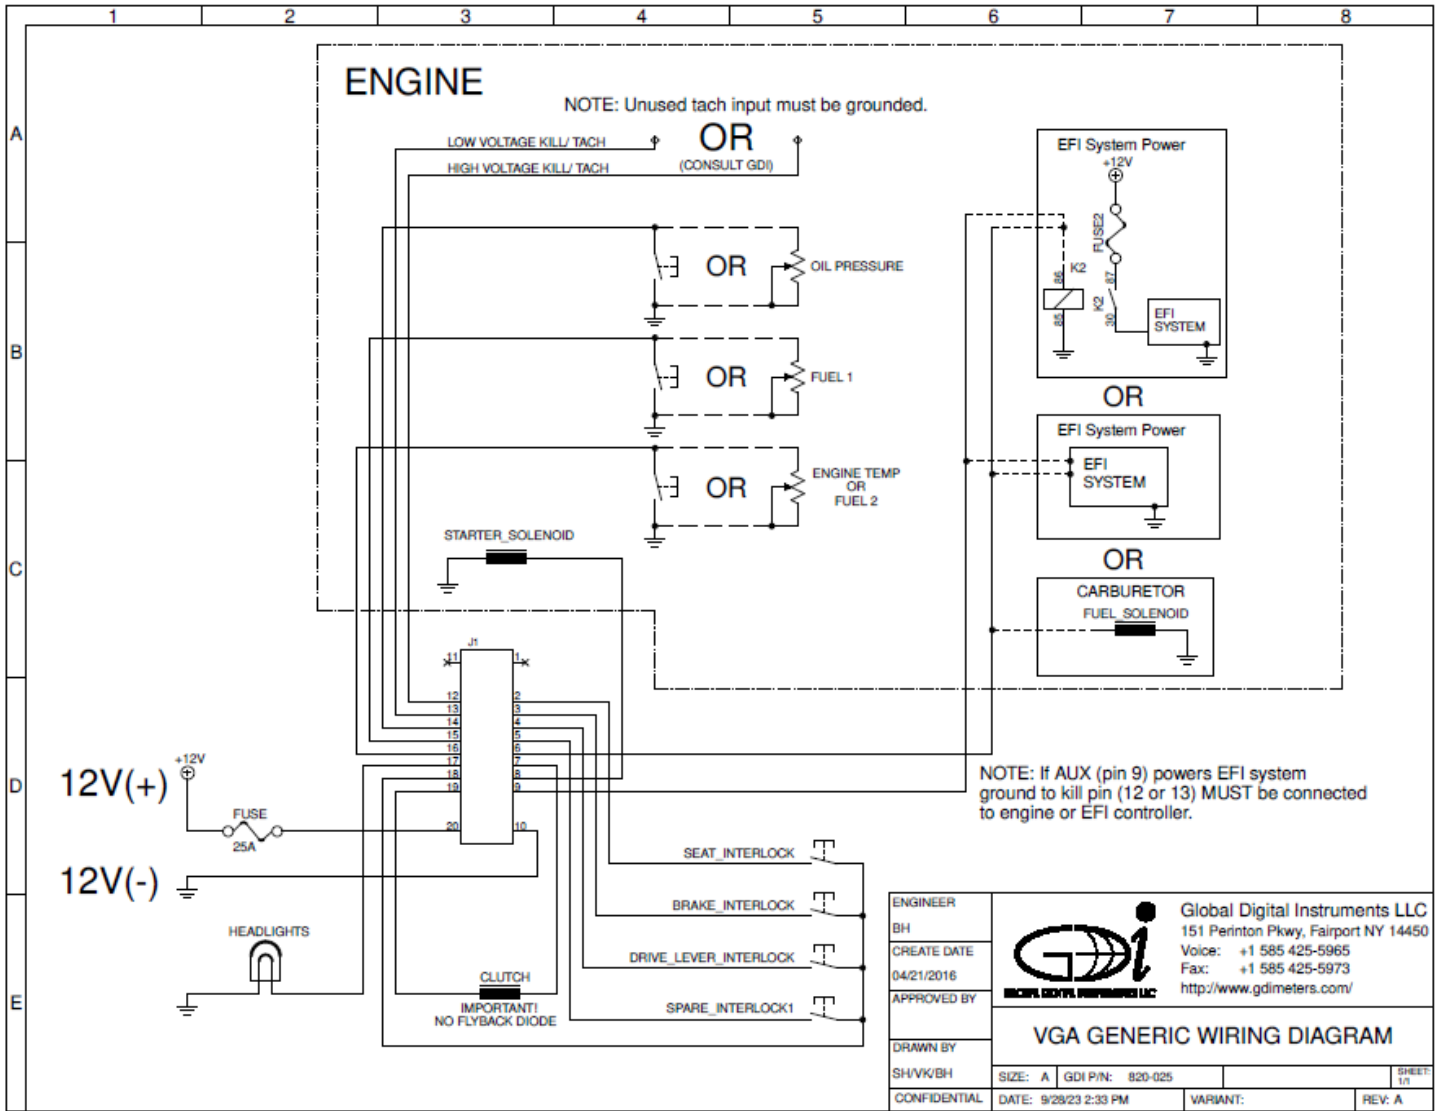 1 2 3 4 5 6 7 8
A
B
C
D
E
ENGINE
NOTE: Unused tach input must be grounded.
LOW VOLTAGE KILL/ TACH
HIGH VOLTAGE KILL/ TACH
OR
(CONSULT GDI)
OR
OIL PRESSURE
OR
FUEL 1
OR
ENGINE TEMP
OR
FUEL 2
STARTER_SOLENOID
EFI System Power
+12V
FUSE2
86
K2
87
K2
85
30
EFI
SYSTEM
OR
EFI System Power
EFI
SYSTEM
OR
CARBURETOR
FUEL_SOLENOID
J1
11 1
12 2
13 3
14 4
15 5
16 6
17 7
18 8
19 9
20 10
12V(+)
+12V
FUSE
25A
12V(-)
HEADLIGHTS
CLUTCH
IMPORTANT!
NO FLYBACK DIODE
SEAT_INTERLOCK
BRAKE_INTERLOCK
DRIVE_LEVER_INTERLOCK
SPARE_INTERLOCK1
NOTE: If AUX (pin 9) powers EFI system
ground to kill pin (12 or 13) MUST be connected
to engine or EFI controller.
ENGINEER
BH
CREATE DATE
04/21/2016
APPROVED BY
DRAWN BY
SH/VK/BH
CONFIDENTIAL
GDi
GLOBAL DIGITAL INSTRUMENTS LLC
Global Digital Instruments LLC
151 Perinton Pkwy, Fairport NY 14450
Voice: +1 585 425-5965
Fax: +1 585 425-5973
http://www.gdimeters.com/
VGA GENERIC WIRING DIAGRAM
SIZE: A GDI P/N: 820-025
SHEET:
1/1
DATE: 9/28/23 2:33 PM VARIANT: REV: A